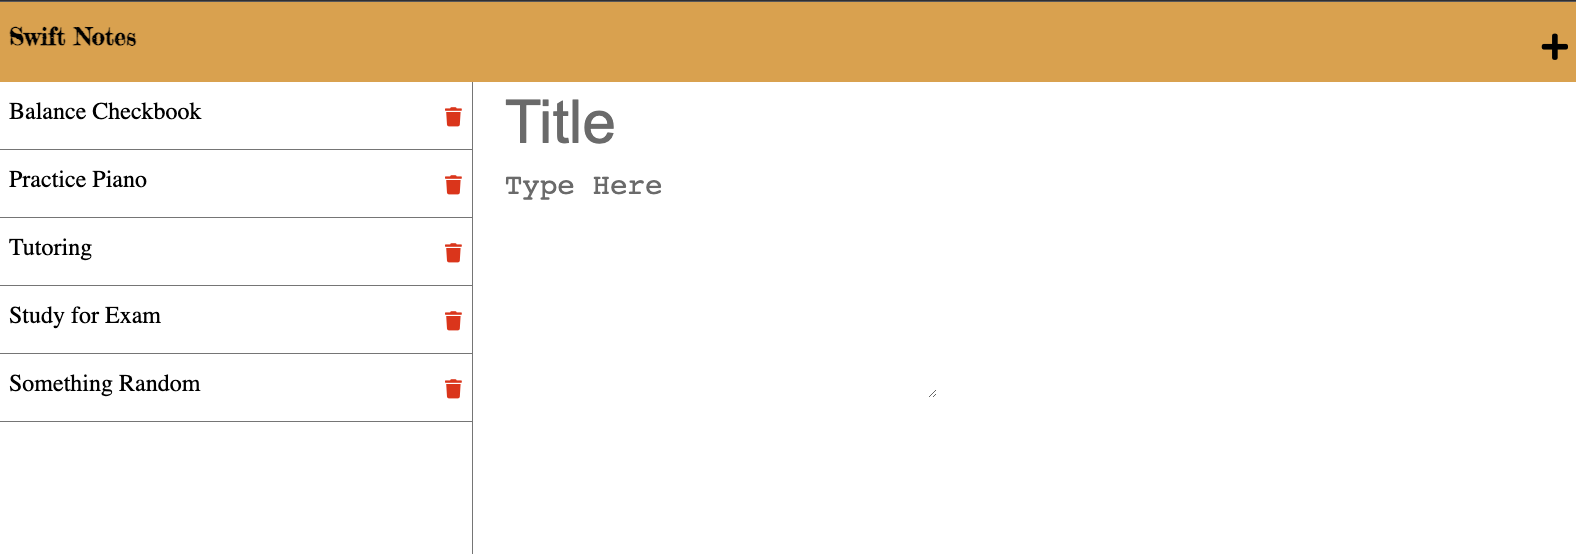 Swift Notes
Balance Checkbook
Practice Piano
Tutoring
Study for Exam
Something Random
Title
Type Here